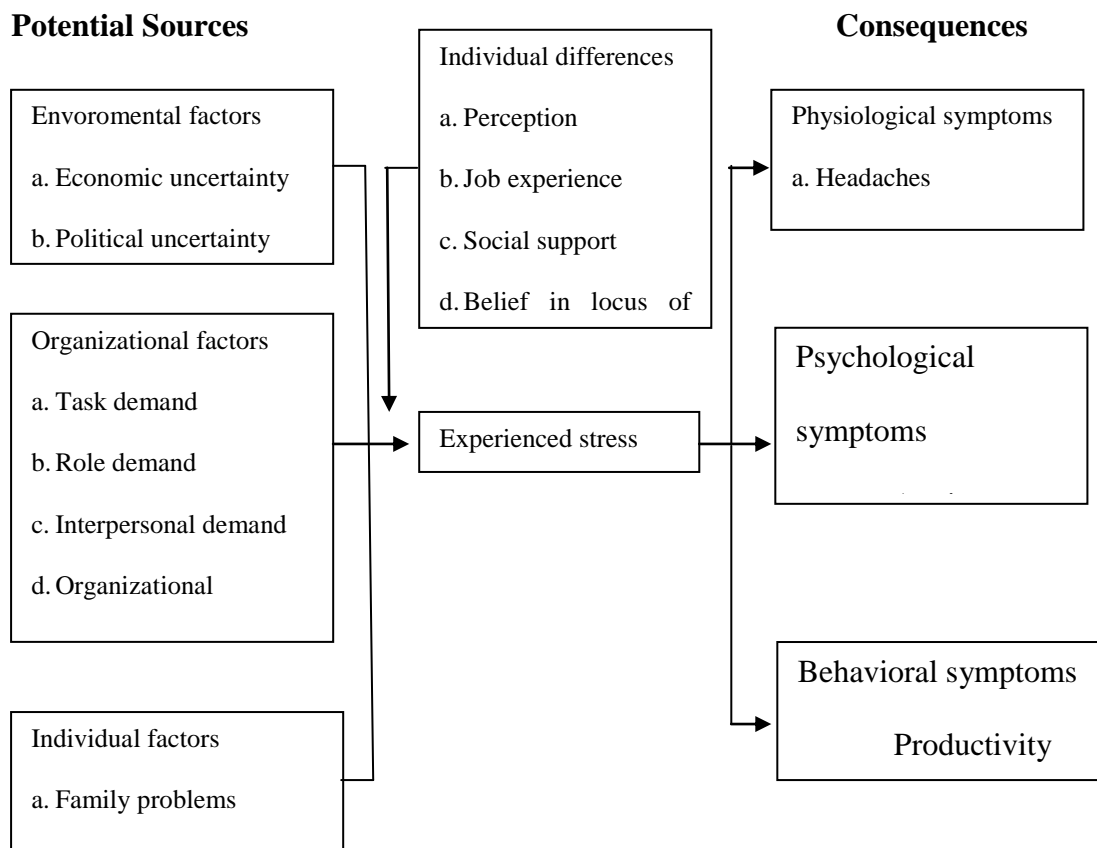 Potential Sources
Envoromental factors
a. Economic uncertainty
b. Political uncertainty
Organizational factors
a. Task demand
b. Role demand
c. Interpersonal demand
d. Organizational
Individual factors
a. Family problems
Individual differences
a. Perception
b. Job experience
c. Social support
d. Belief in locus of
Experienced stress
Consequences
Physiological symptoms
a. Headaches
Psychological
symptoms
Behavioral symptoms
Productivity